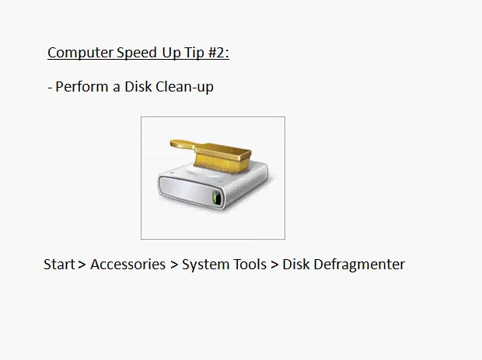 Computer Speed Up Tip #2:
- Perform a Disk Clean-up
Start > Accessories > System Tools > Disk Defragmenter